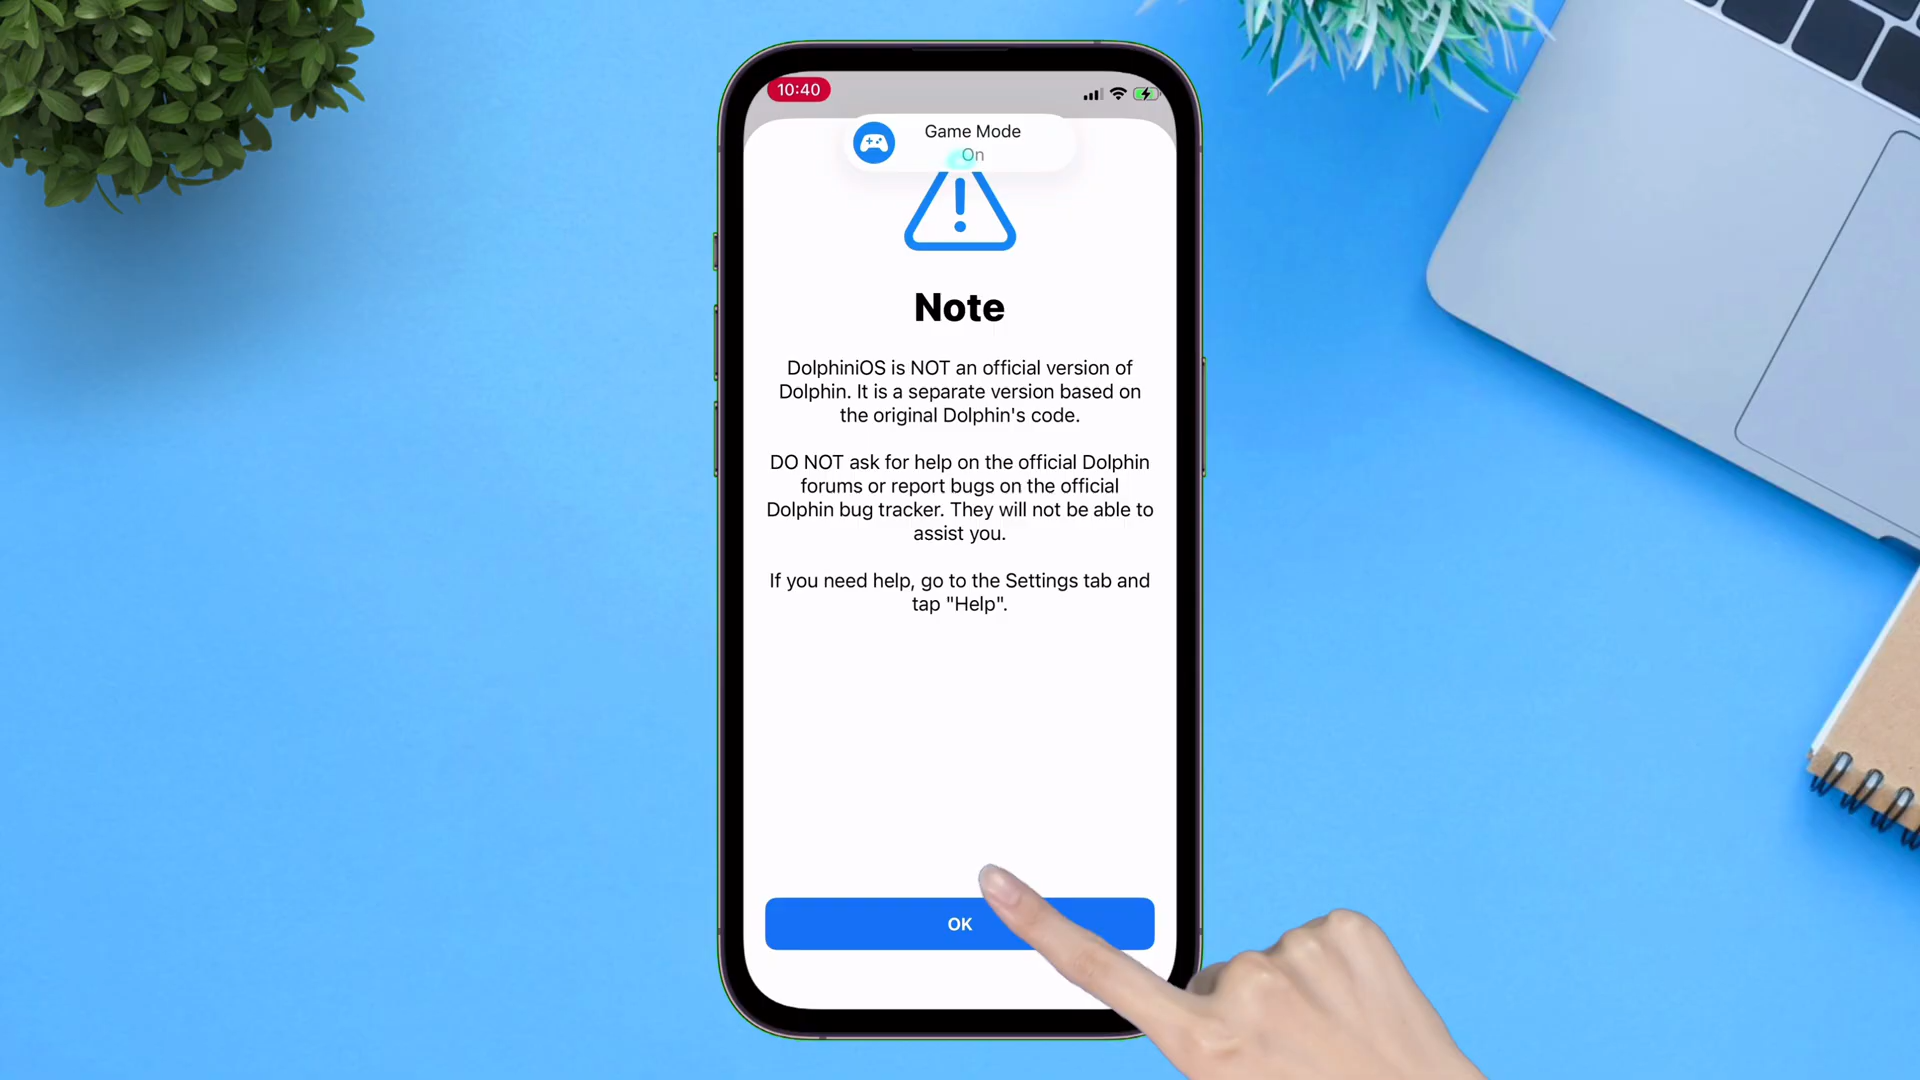 10:40
Game Mode
On
Note
DolphiniOS is NOT an official version of
Dolphin. It is a separate version based on
the original Dolphin's code.
DO NOT ask for help on the official Dolphin
forums or report bugs on the official
Dolphin bug tracker. They will not be able to
assist you.
If you need help, go to the Settings tab and
tap "Help".
OK